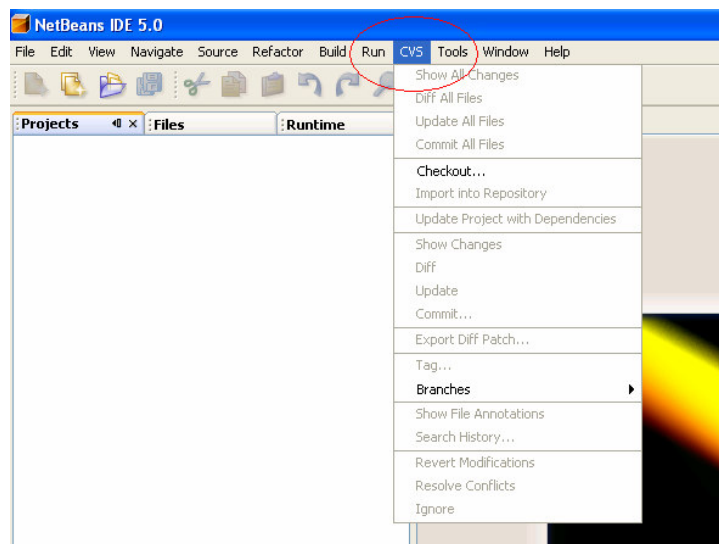 NetBeans IDE 5.0
File Edit View Navigate Source Refactor Build Run CVS Tools Window Help
Show All Changes
Diff All Files
Projects Files Runtime
Update All Files
Commit All Files
Checkout...
Import into Repository
Update Project with Dependencies
Show Changes
Diff
Update
Commit...
Export Diff Patch...
Tag...
Branches
Show File Annotations
Search History...
Revert Modifications
Resolve Conflicts
Ignore